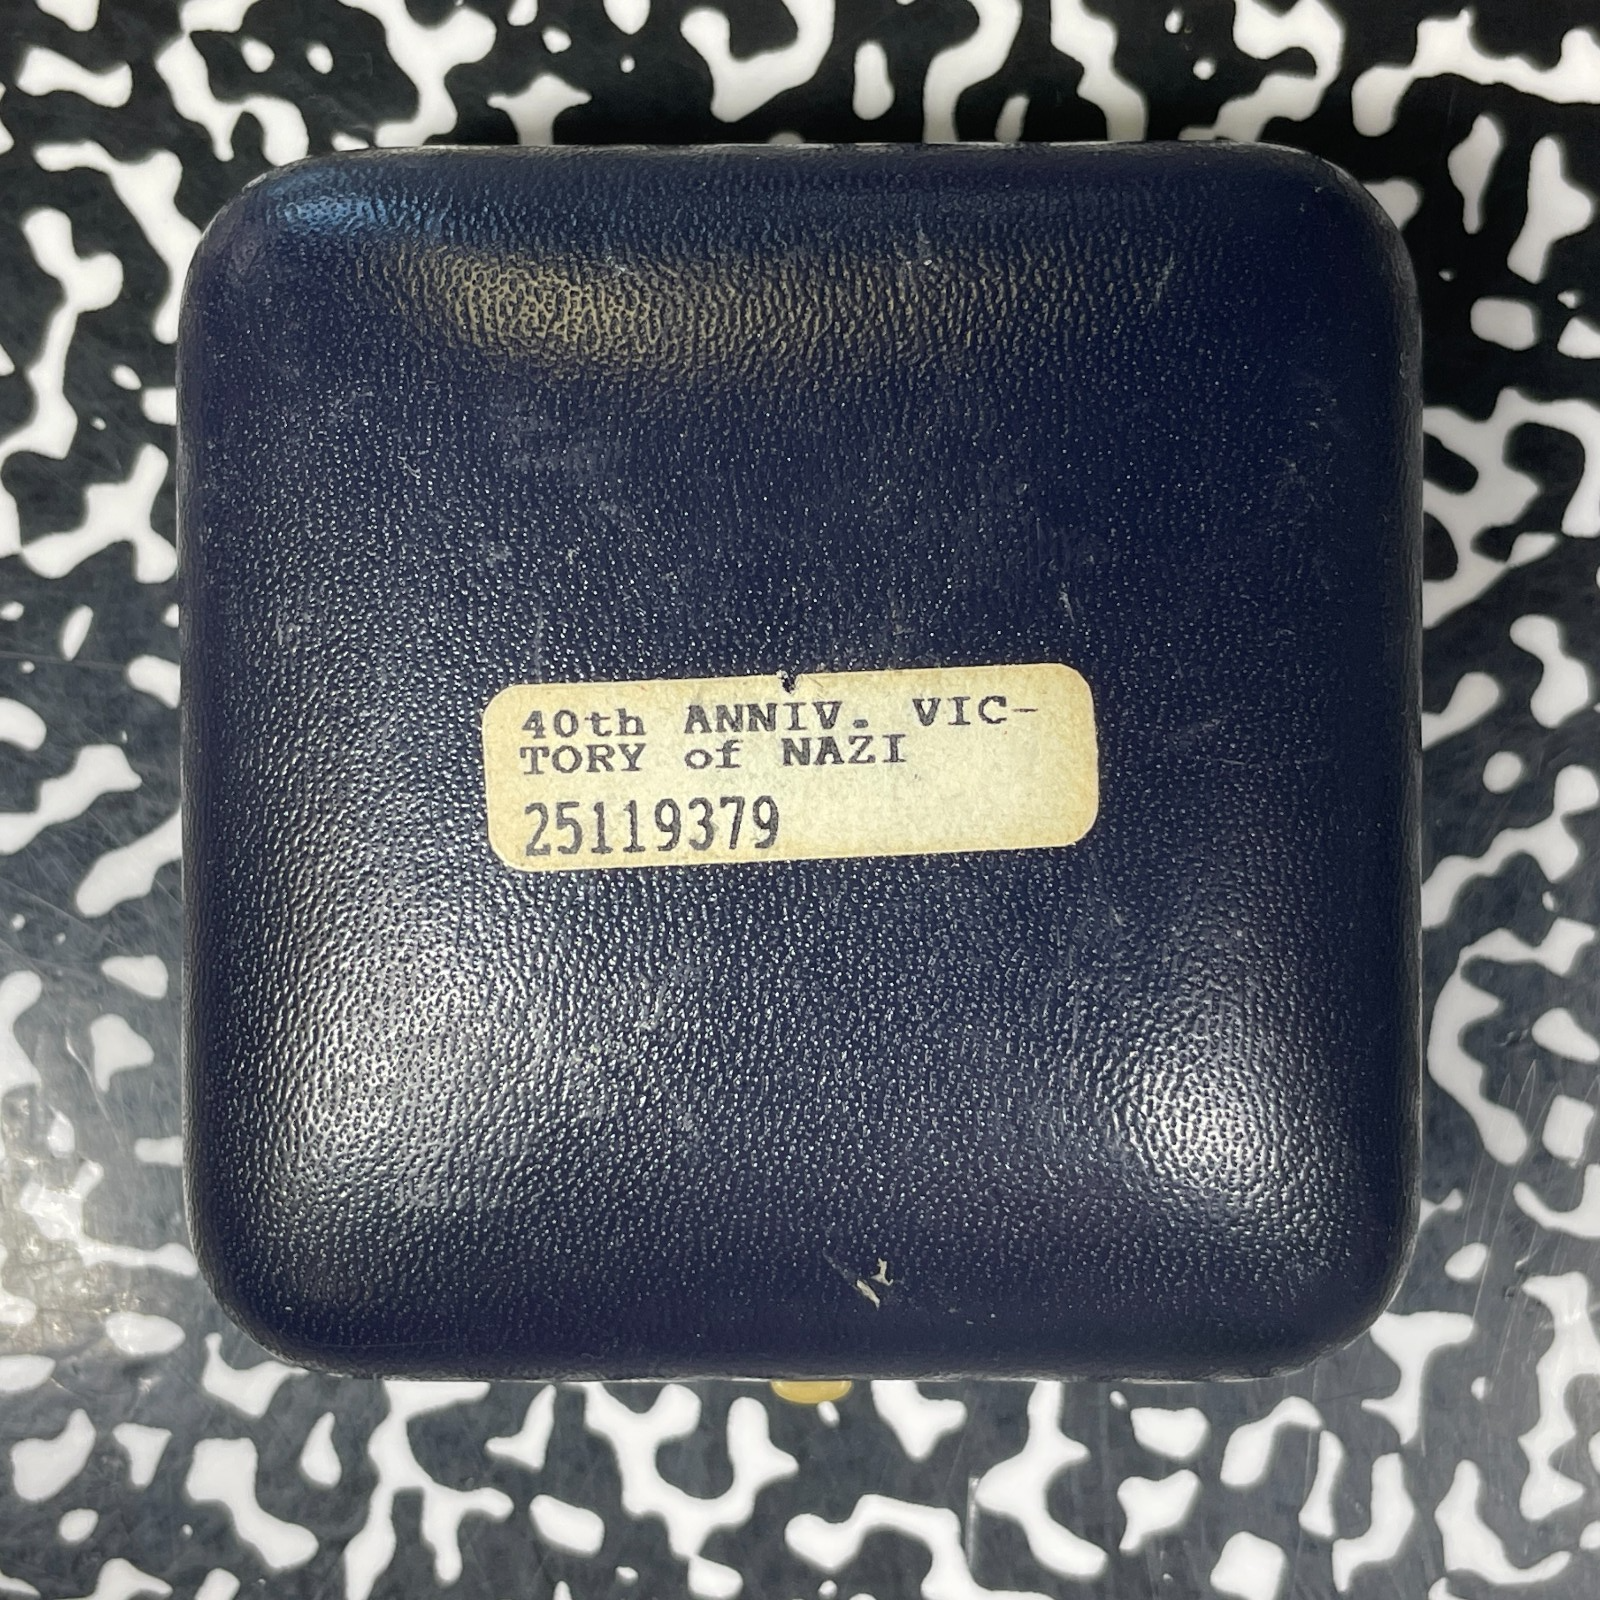 40th ANNIV. VIC-
TORY of NAZI
25119379